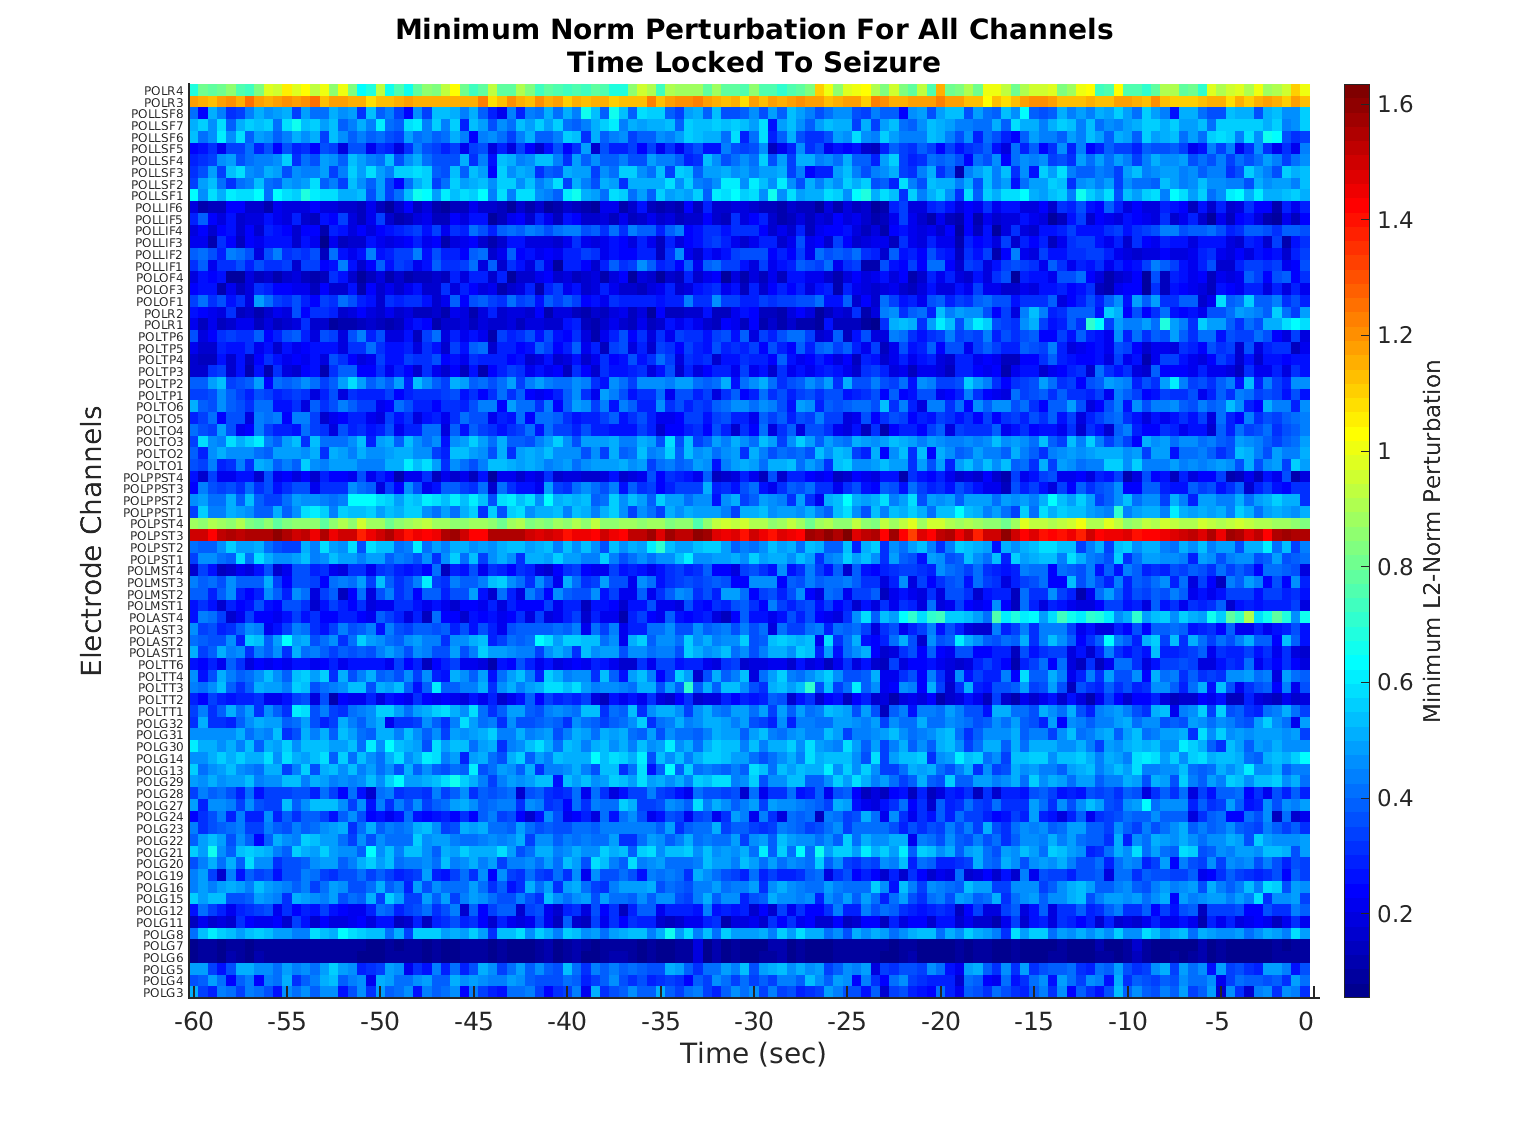 Minimum Norm Perturbation For All Channels
Time Locked To Seizure
Electrode Channels
POLR4
POLR3
POLLSF8
POLLSF7
POLLSF6
POLLSF5
POLLSF4
POLLSF3
POLLSF2
POLLSF1
POLLIF6
POLLIF5
POLLIF4
POLLIF3
POLLIF2
POLLIF1
POLOF4
POLOF3
POLOF1
POLR2
POLR1
POLTP6
POLTP5
POLTP4
POLTP3
POLTP2
POLTP1
POLTO6
POLTO5
POLTO4
POLTO3
POLTO2
POLTO1
POLPPST4
POLPPST3
POLPPST2
POLPPST1
POLPST4
POLPST3
POLPST2
POLPST1
POLMST4
POLMST3
POLMST2
POLMST1
POLAST4
POLAST3
POLAST2
POLAST1
POLTT6
POLTT4
POLTT3
POLTT2
POLTT1
POLG32
POLG31
POLG30
POLG14
POLG13
POLG29
POLG28
POLG27
POLG24
POLG23
POLG22
POLG21
POLG20
POLG19
POLG16
POLG15
POLG12
POLG11
POLG8
POLG7
POLG6
POLG5
POLG4
POLG3
-60 -55 -50 -45 -40 -35 -30 -25 -20 -15 -10 -5 0
Time (sec)
1.6
1.4
1.2
1
0.8
0.6
0.4
0.2
Minimum L2-Norm Perturbation